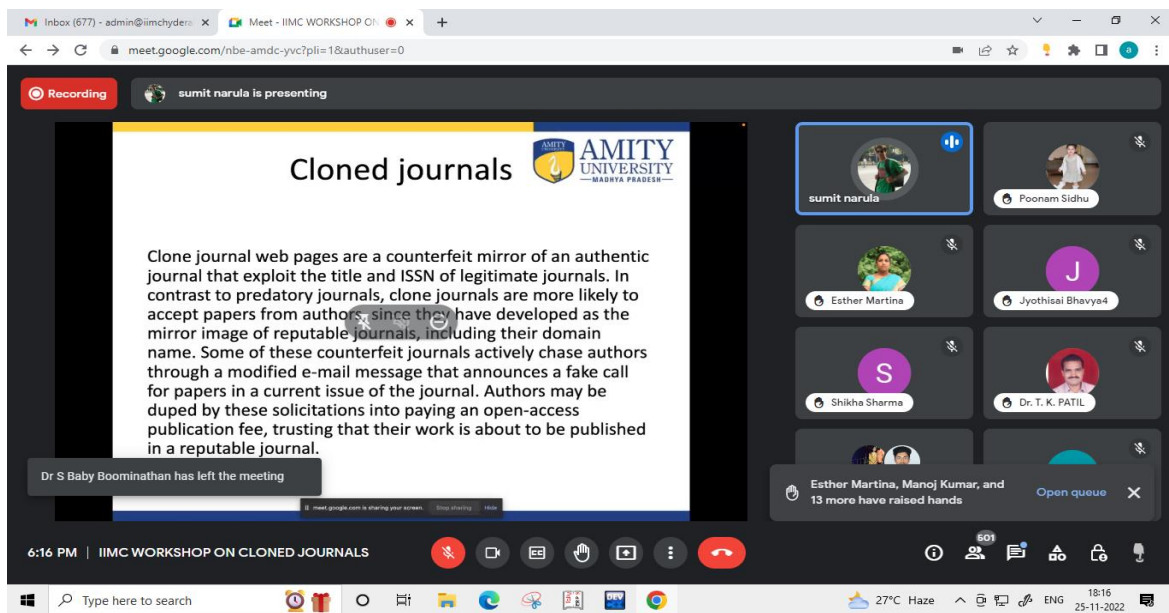 Inbox (677) - admin@iimchydera
Meet - IIMC WORKSHOP ON
meet.google.com/nbe-amdc-yvc?pli=1&authuser=0
a
Recording
sumit narula is presenting
Cloned journals
AMITY
AMITY
UNIVERSITY
MADHYA PRADESH
Clone journal web pages are a counterfeit mirror of an authentic
journal that exploit the title and ISSN of legitimate journals. In
contrast to predatory journals, clone journals are more likely to
accept papers from authors, since they have developed as the
mirror image of reputable journals, including their domain
name. Some of these counterfeit journals actively chase authors
through a modified e-mail message that announces a fake call
for papers in a current issue of the journal. Authors may be
duped by these solicitations into paying an open-access
publication fee, trusting that their work is about to be published
in a reputable journal.
Dr S Baby Boominathan has left the meeting
meet.google.com is sharing your screen. Stop sharing Hide
sumit narula
Poonam Sidhu
Esther Martina
J
Jyothisai Bhavya4
S
Shikha Sharma
Dr. T. K. PATIL
Esther Martina, Manoj Kumar, and
13 more have raised hands
Open queue
6:16 PM | IIMC WORKSHOP ON CLONED JOURNALS
601
Type here to search
27°C Haze
ENG
18:16
25-11-2022